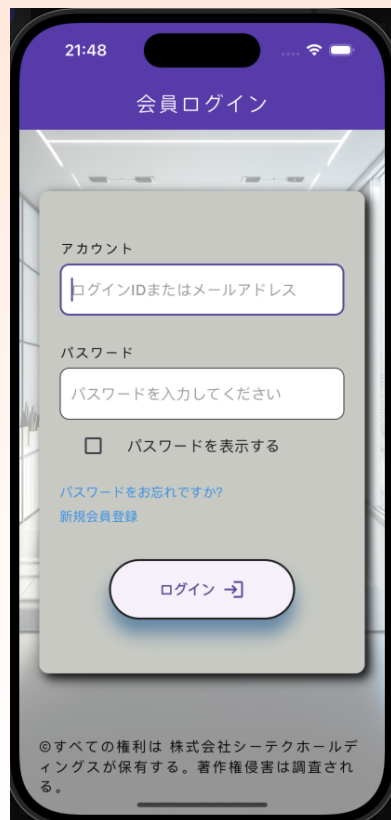 21:48
会員ログイン
アカウント
ログインIDまたはメールアドレス
パスワード
パスワードを入力してください
パスワードを表示する
パスワードをお忘れですか?
新規会員登録
ログイン
©すべての権利は 株式会社シーテクホールデ
ィングスが保有する。著作権侵害は調査され
る。